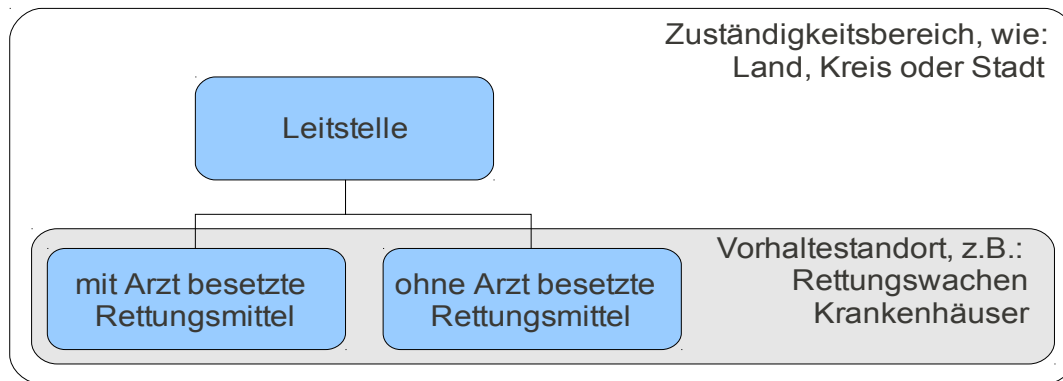 Zuständigkeitsbereich, wie:
Land, Kreis oder Stadt
Leitstelle
mit Arzt besetzte
Rettungsmittel
ohne Arzt besetzte
Rettungsmittel
Vorhaltestandort, z.B.:
Rettungswachen
Krankenhäuser